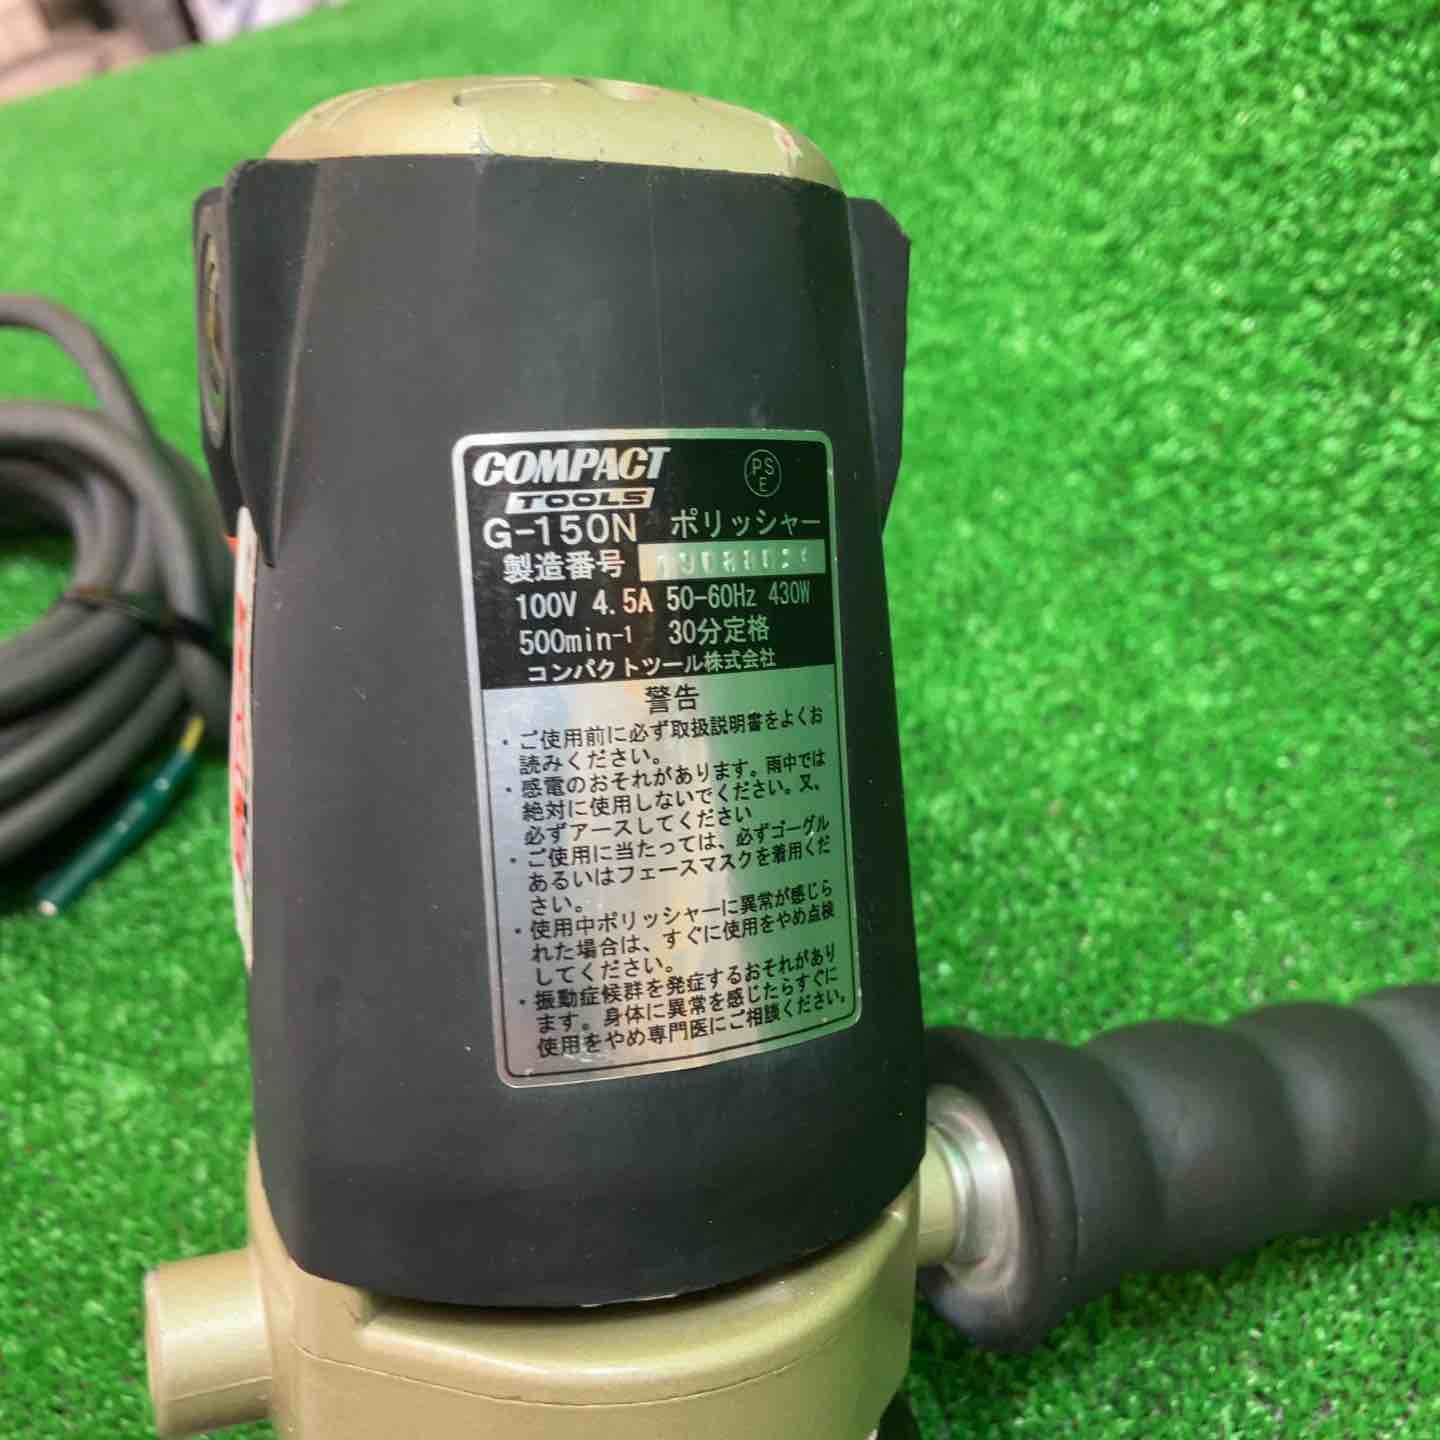 COMPACT
TOOLS
PS
E
G-150N ポリッシャー
製造番号
100V 4.5A 50-60Hz 430W
500min-1 30分定格
コンパクトツール株式会社
警告
・ご使用前に必ず取扱説明書をよくお
読みください。
・感電のおそれがあります。雨中では
絶対に使用しないでください。又、
必ずアースしてください
・ご使用に当たっては、必ずゴーグル
あるいはフェースマスクを着用くだ
さい。
・使用中ポリッシャーに異常が感じら
れた場合は、すぐに使用をやめ点検
してください。
・振動症候群を発症するおそれがあり
ます。身体に異常を感じたらすぐに
使用をやめ専門医にご相談ください。